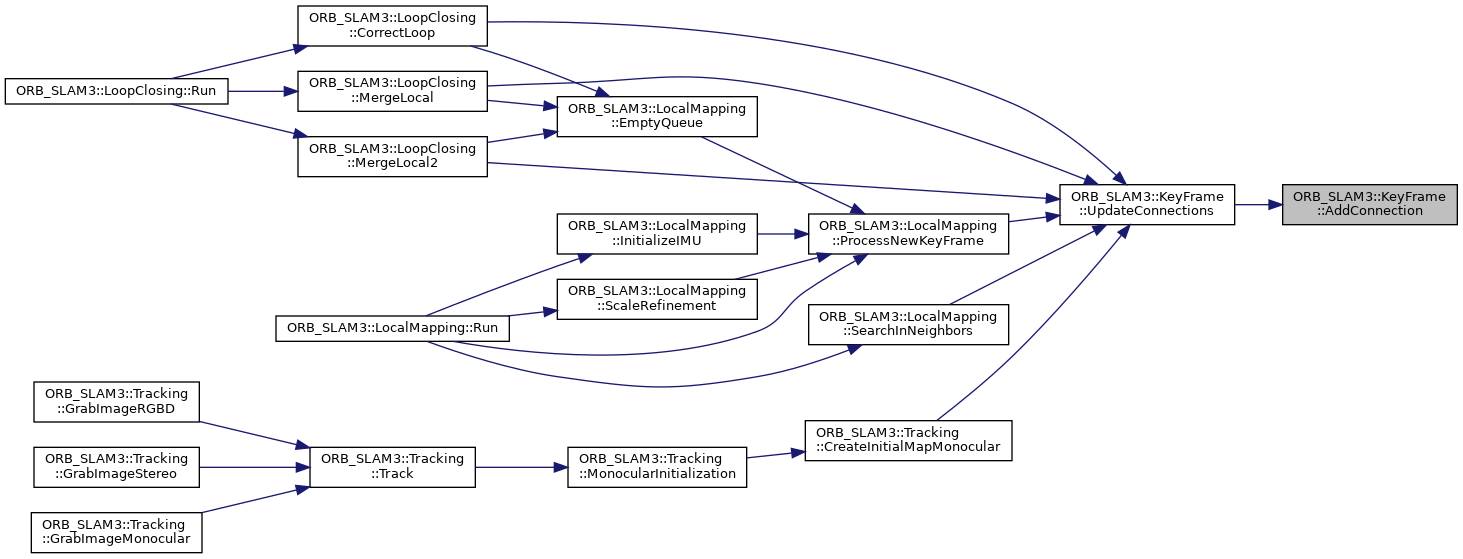 ORB_SLAM3::LoopClosing
::CorrectLoop
ORB_SLAM3::LoopClosing::Run
ORB_SLAM3::LoopClosing
::MergeLocal
ORB_SLAM3::LocalMapping
::EmptyQueue
ORB_SLAM3::LoopClosing
::MergeLocal2
ORB_SLAM3::KeyFrame
::UpdateConnections
ORB_SLAM3::KeyFrame
::AddConnection
ORB_SLAM3::LocalMapping
::InitializeIMU
ORB_SLAM3::LocalMapping
::ProcessNewKeyFrame
ORB_SLAM3::LocalMapping
::ScaleRefinement
ORB_SLAM3::LocalMapping::Run
ORB_SLAM3::LocalMapping
::SearchInNeighbors
ORB_SLAM3::Tracking
::GrabImageRGBD
ORB_SLAM3::Tracking
::CreateInitialMapMonocular
ORB_SLAM3::Tracking
::GrabImageStereo
ORB_SLAM3::Tracking
::Track
ORB_SLAM3::Tracking
::MonocularInitialization
ORB_SLAM3::Tracking
::GrabImageMonocular